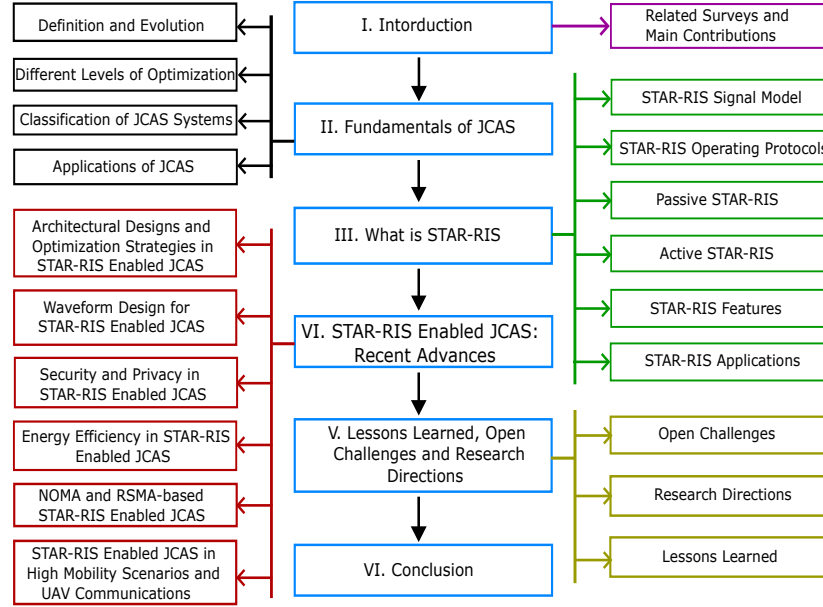 Definition and Evolution
Different Levels of Optimization
Classification of JCAS Systems
Applications of JCAS
I. Intorduction
Related Surveys and
Main Contributions
II. Fundamentals of JCAS
STAR-RIS Signal Model
STAR-RIS Operating Protocols
Passive STAR-RIS
Active STAR-RIS
STAR-RIS Features
STAR-RIS Applications
III. What is STAR-RIS
Architectural Designs and
Optimization Strategies in
STAR-RIS Enabled JCAS
Waveform Design for
STAR-RIS Enabled JCAS
Security and Privacy in
STAR-RIS Enabled JCAS
Energy Efficiency in STAR-RIS
Enabled JCAS
NOMA and RSMA-based
STAR-RIS Enabled JCAS
STAR-RIS Enabled JCAS in
High Mobility Scenarios and
UAV Communications
VI. STAR-RIS Enabled JCAS:
Recent Advances
V. Lessons Learned, Open
Challenges and Research
Directions
Open Challenges
Research Directions
Lessons Learned
VI. Conclusion